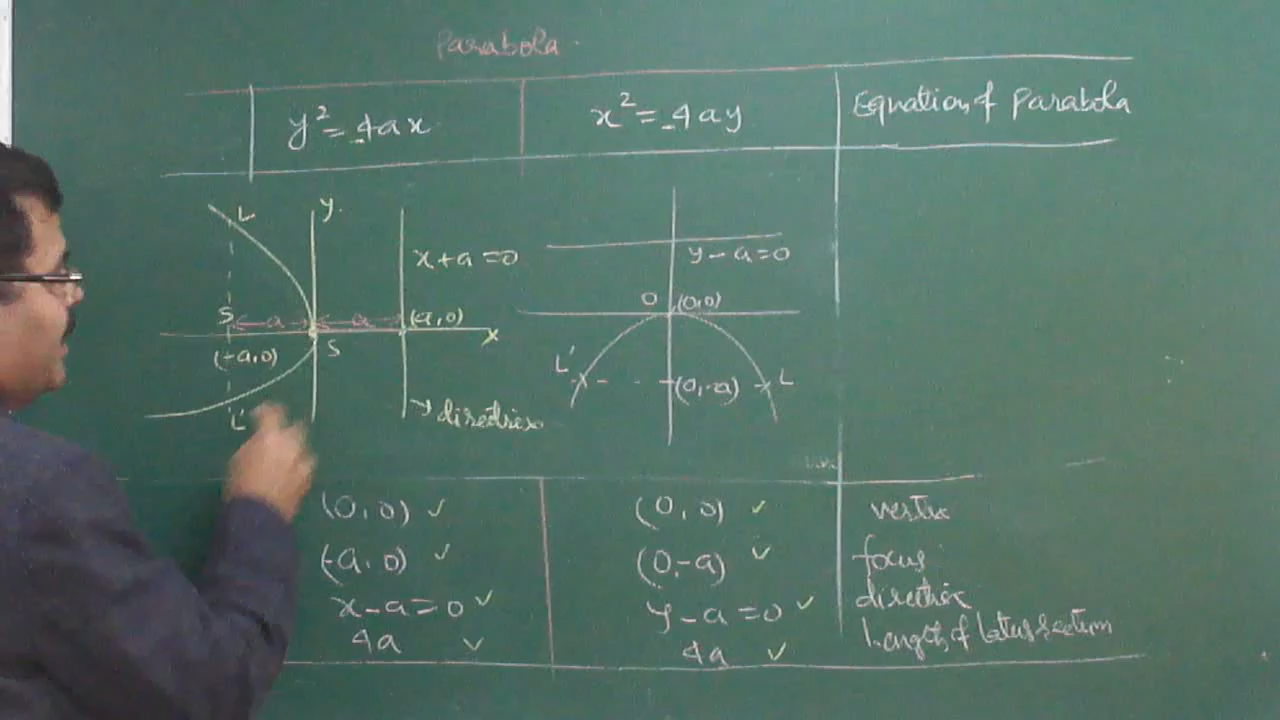 Parabola
y² = -4ax x² = -4ay Equation of Parabola
L y.
x+a=0 y-a=0
S a a (a,0) O (0,0)
(-a,0) S x
L' (0,-a) L
L' directrix
(0,0) ✓ (0,0) ✓ vertex
(-a,0) ✓ (0,-a) ✓ focus
x-a=0 ✓ y-a=0 ✓ directrix
4a ✓ 4a ✓ Length of latus rectum